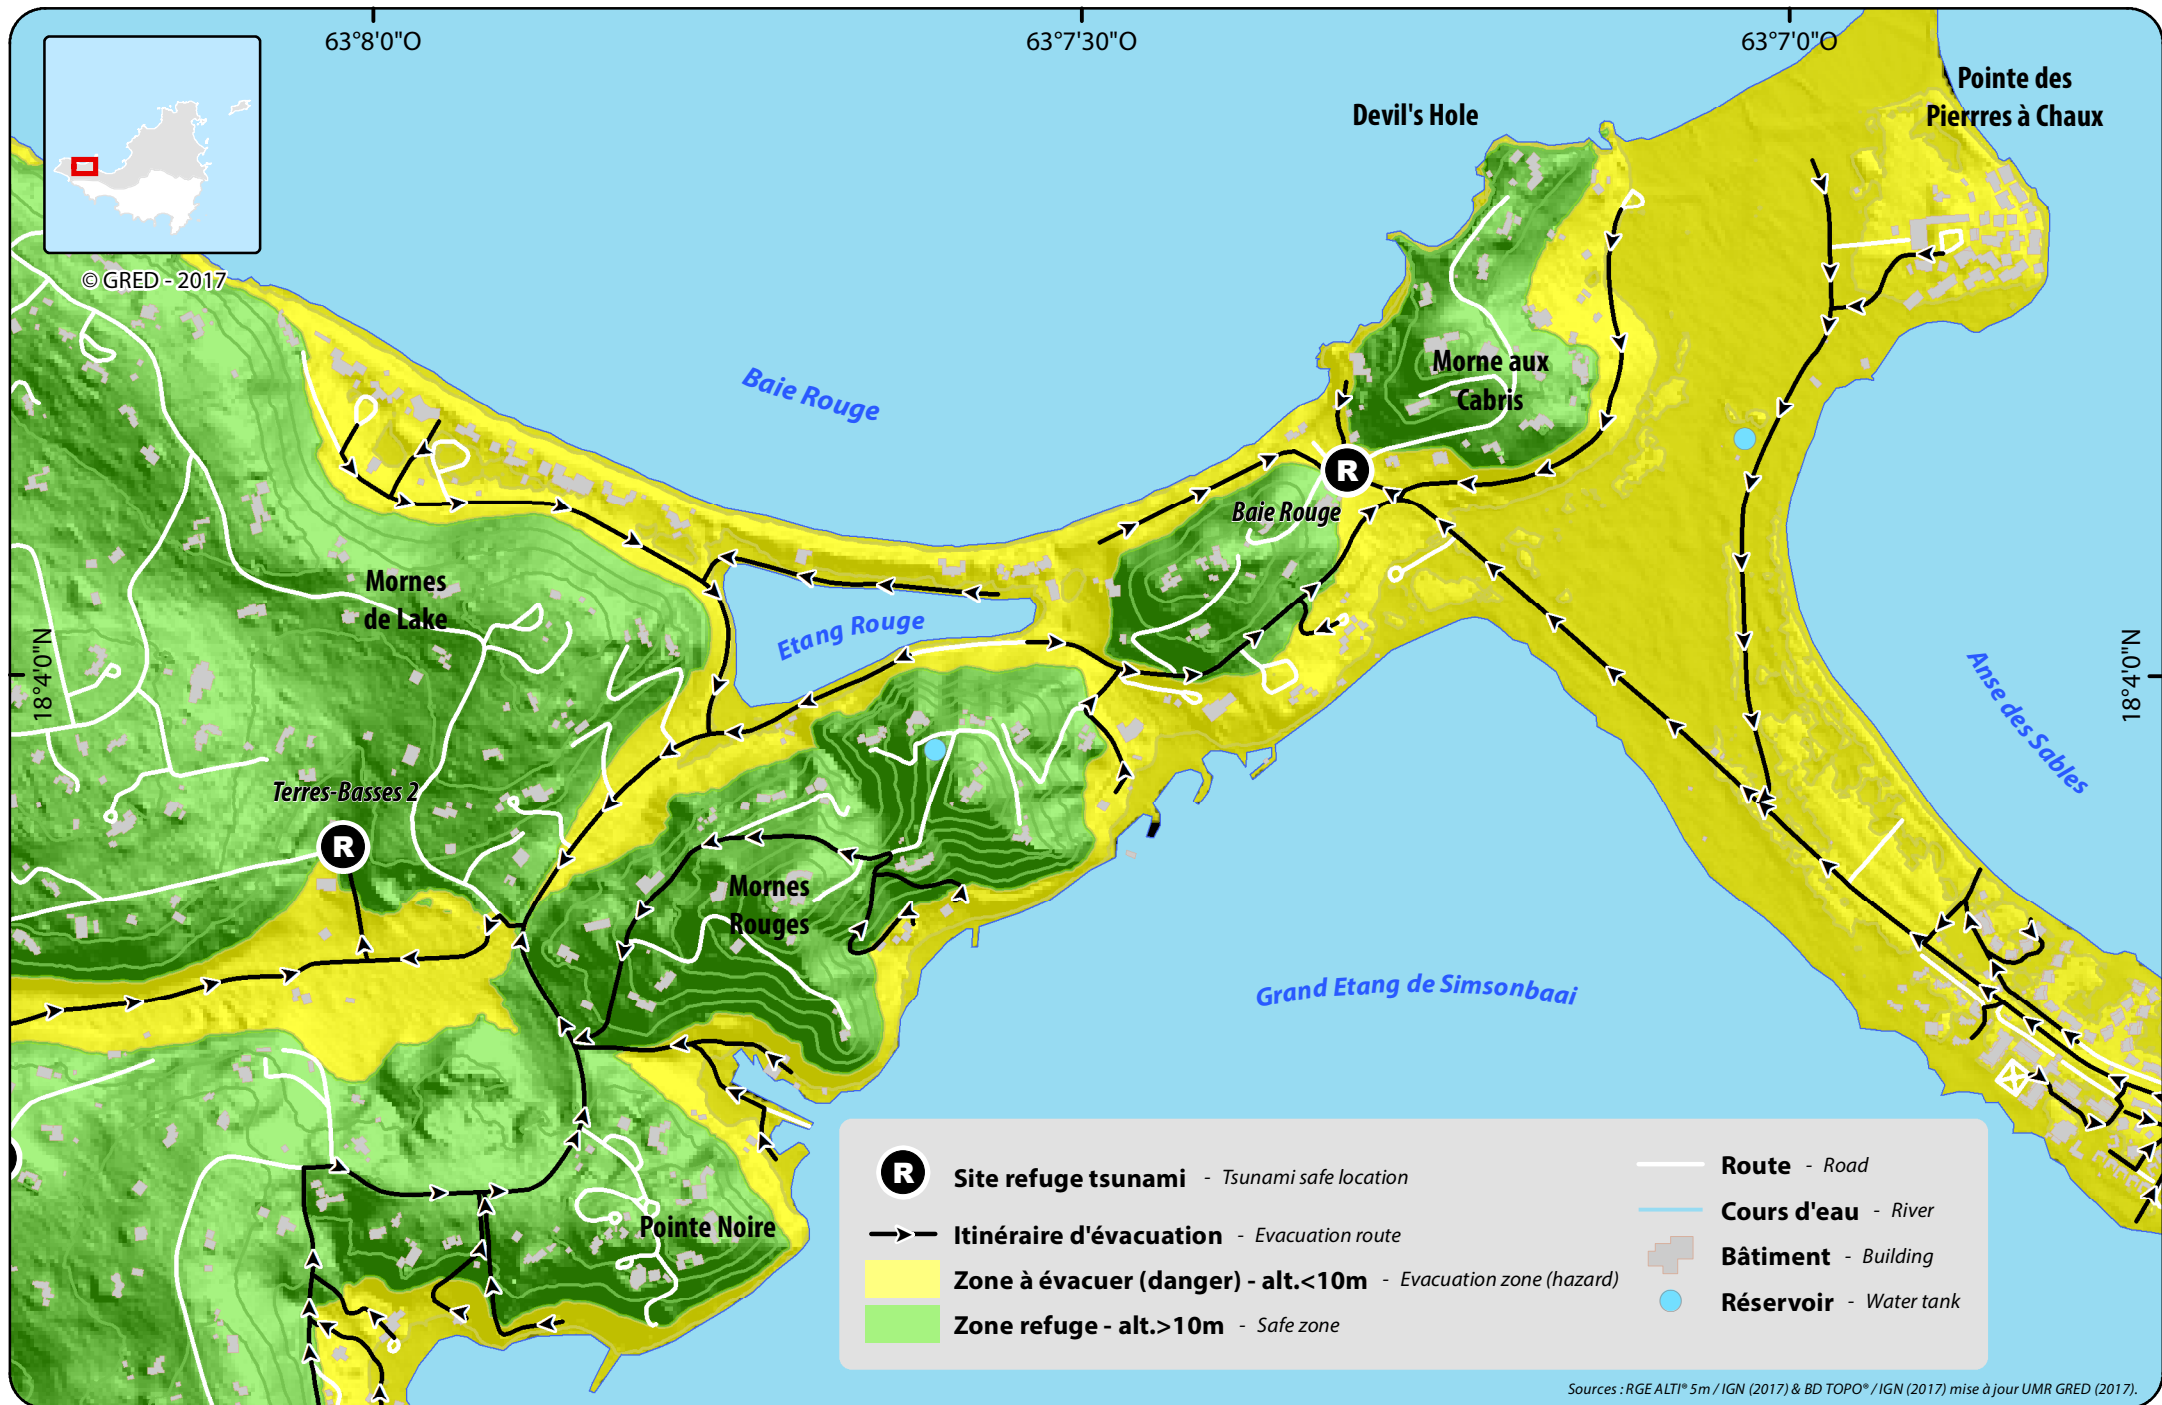 63°8'0"O
63°7'30"O
63°7'0"O
Pointe des
Pierrres à Chaux
Devil's Hole
© GRED - 2017
Morne aux
Cabris
Baie Rouge
R
Baie Rouge
Mornes
de Lake
Etang Rouge
18°4'0"N
18°4'0"N
Anse des Sables
Terres-Basses 2
R
Mornes
Rouges
Grand Etang de Simsonbaai
Pointe Noire
R Site refuge tsunami - Tsunami safe location
Itinéraire d'évacuation - Evacuation route
Zone à évacuer (danger) - alt.<10m - Evacuation zone (hazard)
Zone refuge - alt.>10m - Safe zone
Route - Road
Cours d'eau - River
Bâtiment - Building
Réservoir - Water tank
Sources : RGE ALTI® 5m / IGN (2017) & BD TOPO® / IGN (2017) mise à jour UMR GRED (2017).